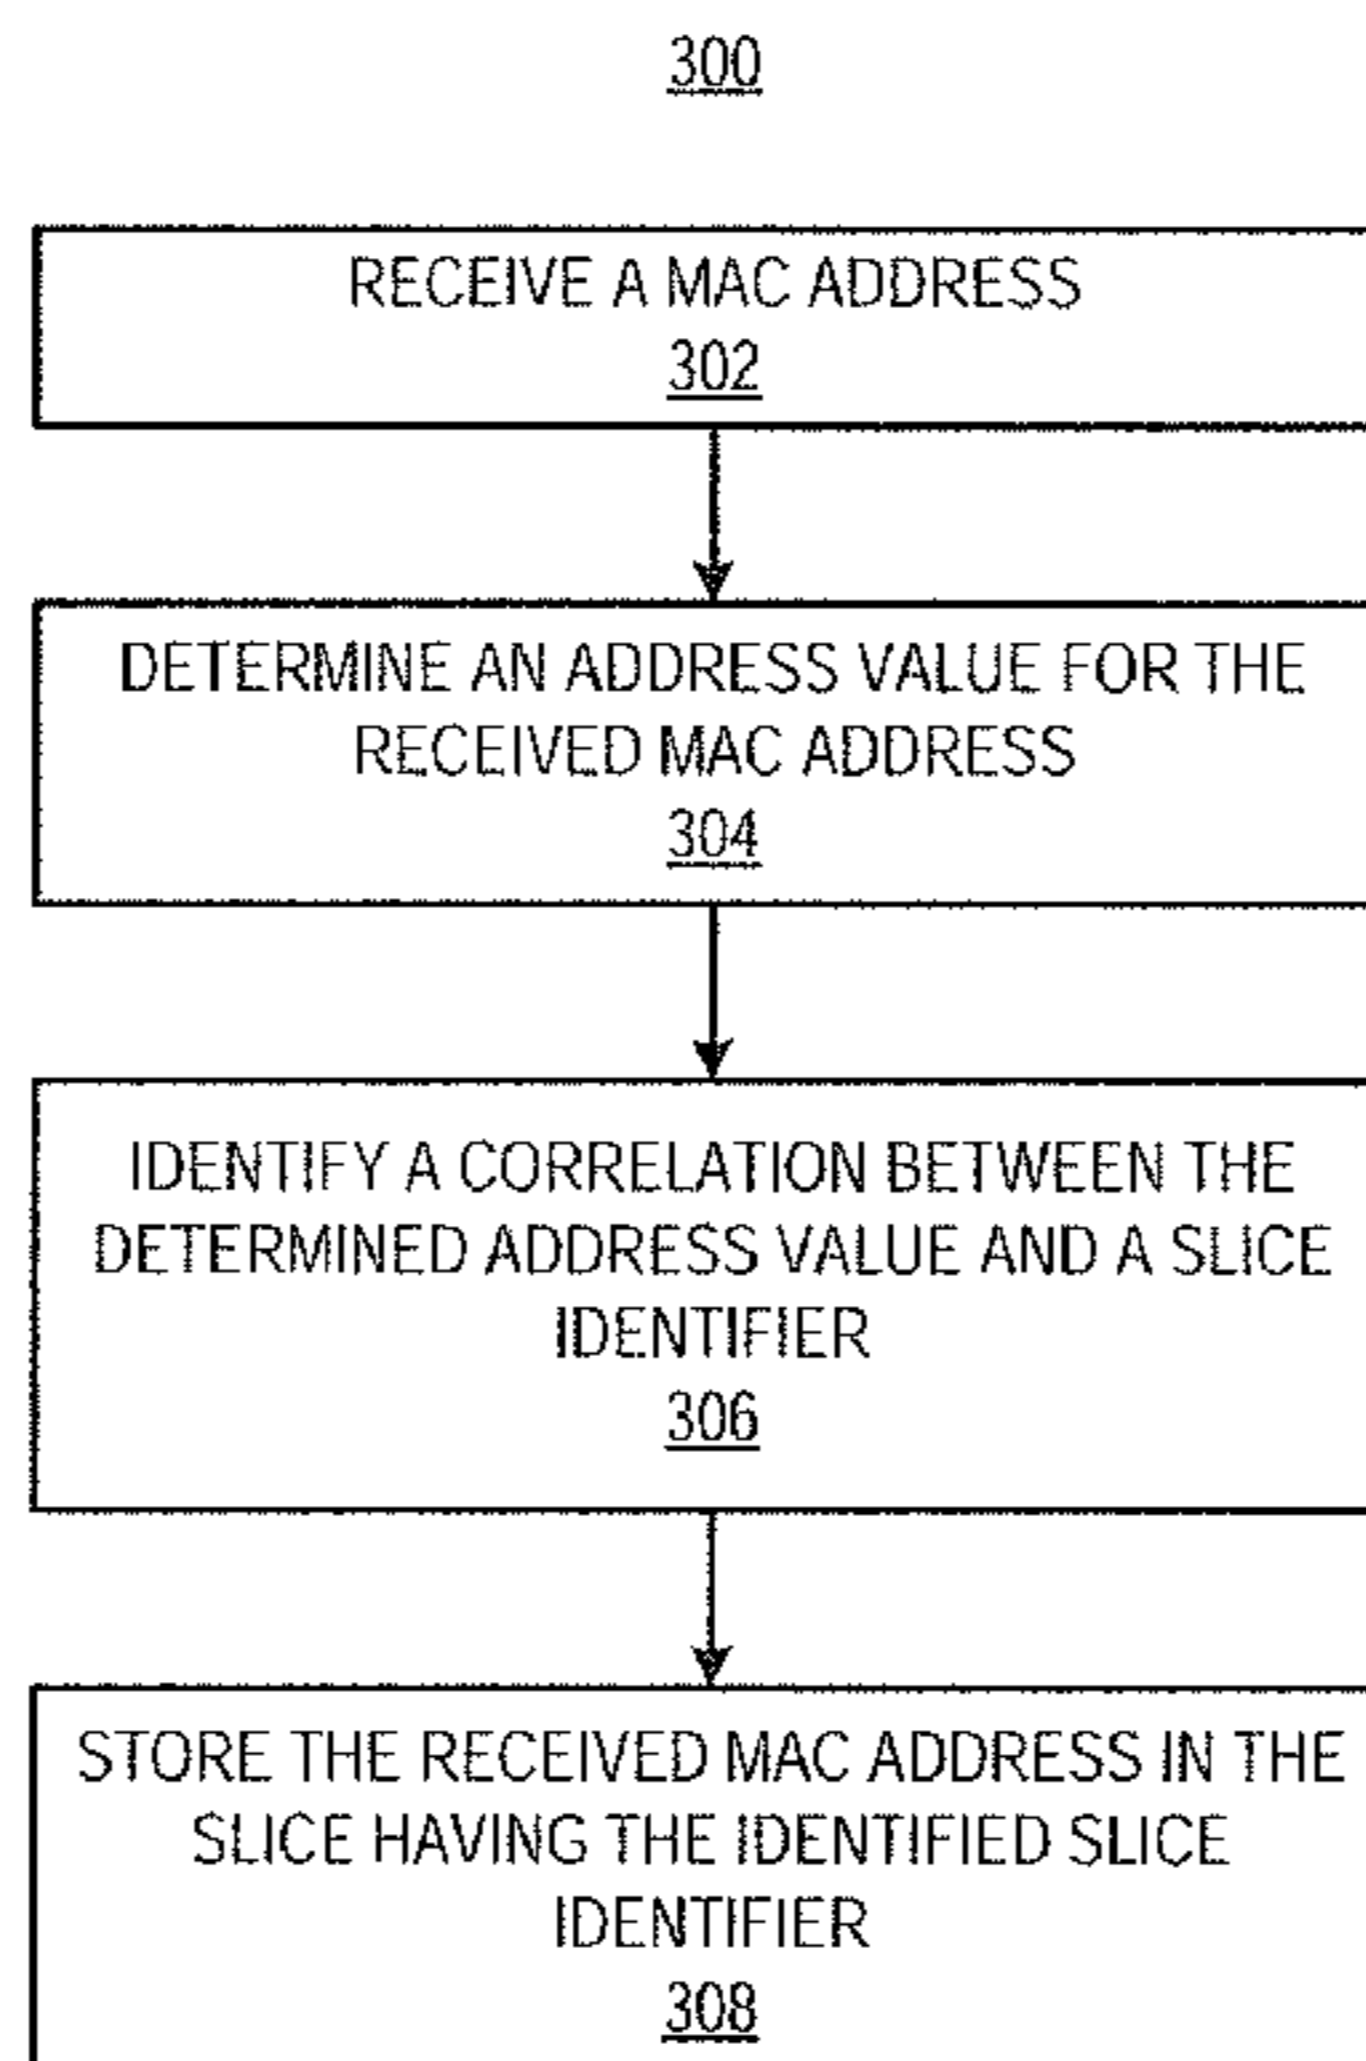 300
RECEIVE A MAC ADDRESS
302
DETERMINE AN ADDRESS VALUE FOR THE
RECEIVED MAC ADDRESS
304
IDENTIFY A CORRELATION BETWEEN THE
DETERMINED ADDRESS VALUE AND A SLICE
IDENTIFIER
306
STORE THE RECEIVED MAC ADDRESS IN THE
SLICE HAVING THE IDENTIFIED SLICE
IDENTIFIER
308